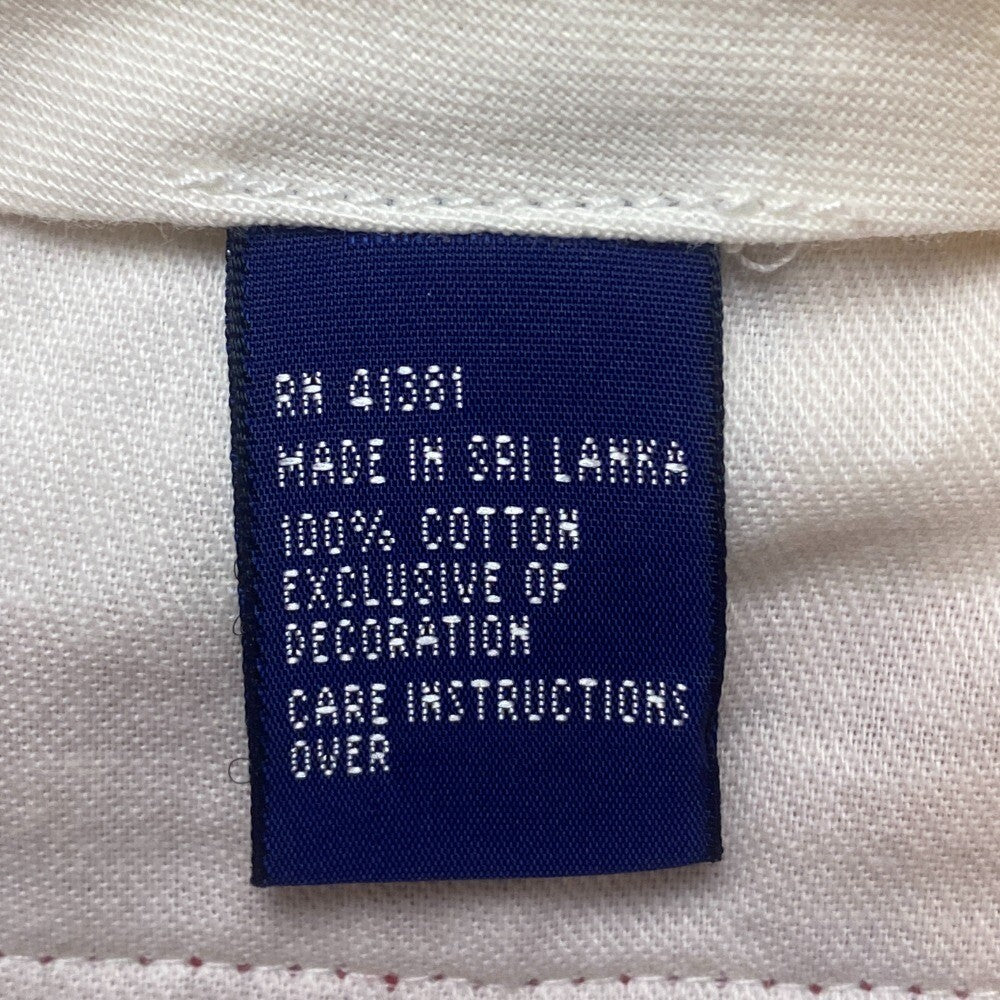 RN 41381
MADE IN SRI LANKA
100% COTTON
EXCLUSIVE OF
DECORATION
CARE INSTRUCTIONS
OVER